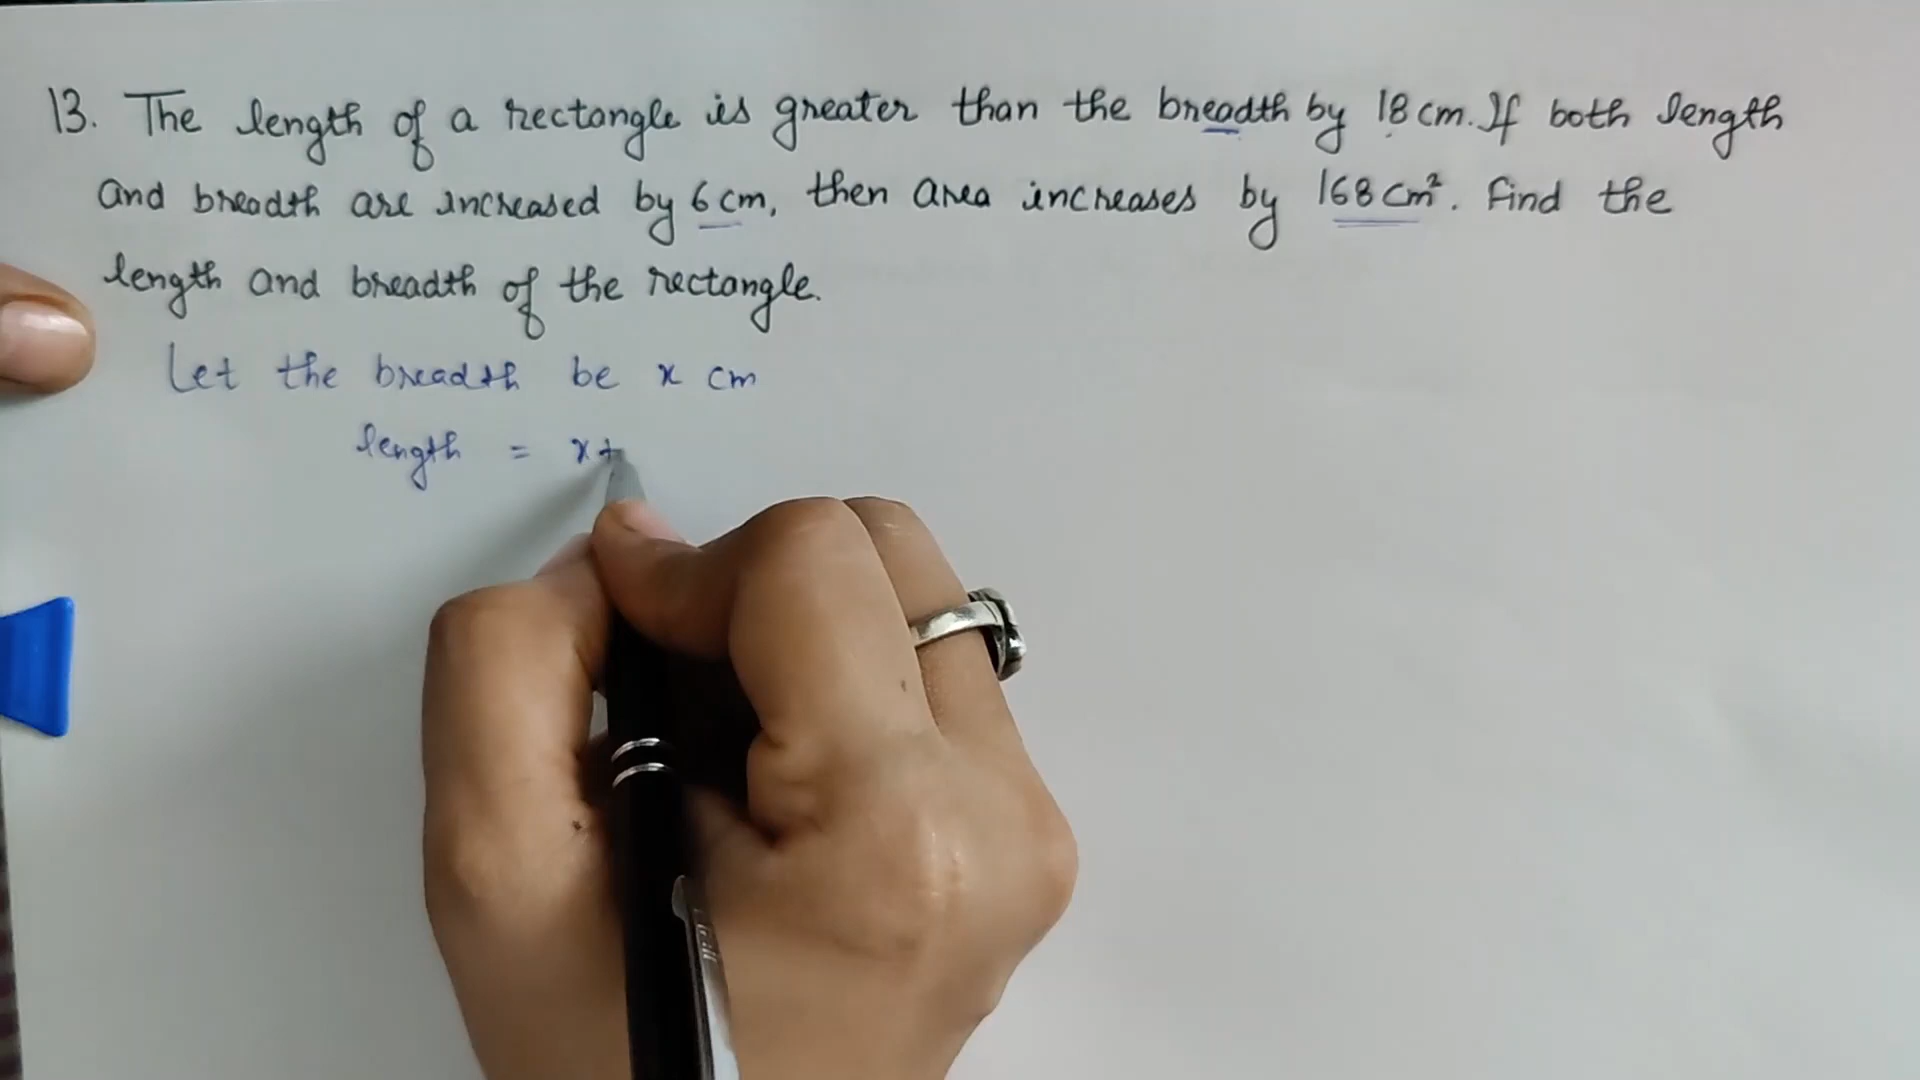 13. The length of a rectangle is greater than the breadth by 18 cm. If both length
and breadth are increased by 6 cm, then area increases by 168 cm². Find the
length and breadth of the rectangle.
Let the breadth be x cm
length = x+